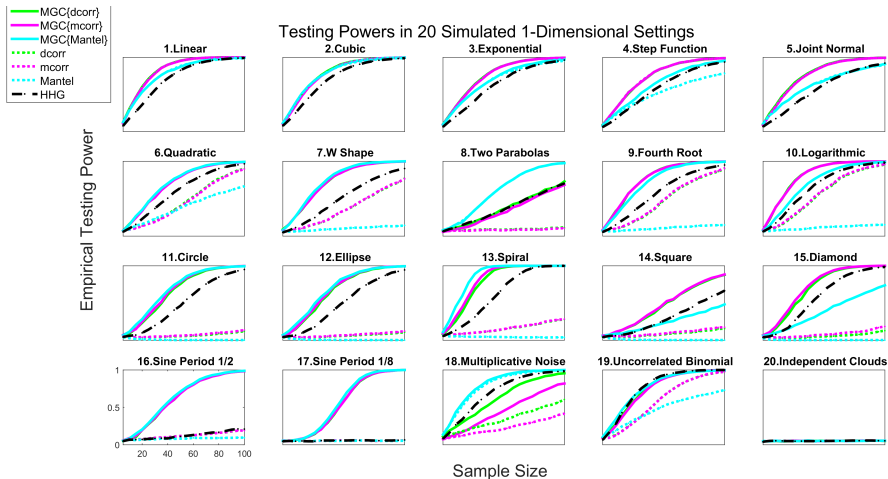 MGC{dcorr}
MGC{mcorr}
MGC{Mantel}
dcorr
mcorr
Mantel
HHG
Testing Powers in 20 Simulated 1-Dimensional Settings
1.Linear
2.Cubic
3.Exponential
4.Step Function
5.Joint Normal
6.Quadratic
7.W Shape
8.Two Parabolas
9.Fourth Root
10.Logarithmic
11.Circle
12.Ellipse
13.Spiral
14.Square
15.Diamond
16.Sine Period 1/2
17.Sine Period 1/8
18.Multiplicative Noise
19.Uncorrelated Binomial
20.Independent Clouds
1
0.5
0
20 40 60 80 100
Empirical Testing Power
Sample Size